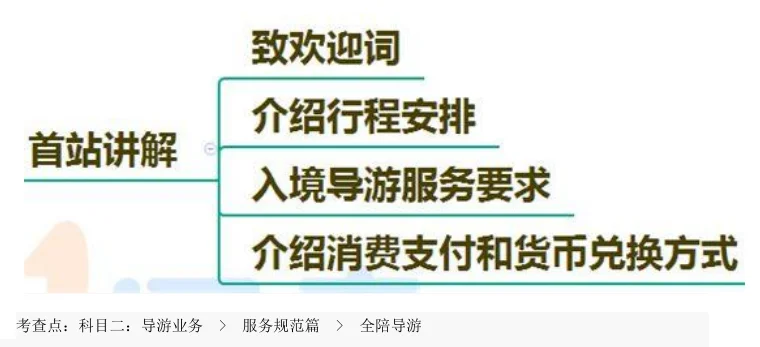 致欢迎词
介绍行程安排
首站讲解
入境导游服务要求
介绍消费支付和货币兑换方式
考查点：科目二：导游业务 > 服务规范篇 > 全陪导游